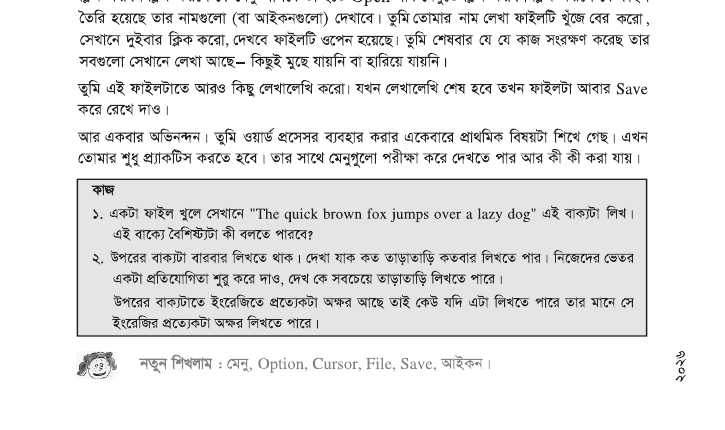 তৈরি হয়েছে তার নামগুলো (বা আইকনগুলো) দেখাবে। তুমি তোমার নাম লেখা ফাইলটি খুঁজে বের করো,
সেখানে দুইবার ক্লিক করো, দেখবে ফাইলটি ওপেন হয়েছে। তুমি শেষবার যে যে কাজ সংরক্ষণ করেছ তার
সবগুলো সেখানে লেখা আছে– কিছুই মুছে যায়নি বা হারিয়ে যায়নি।
তুমি এই ফাইলটাতে আরও কিছু লেখালেখি করো। যখন লেখালেখি শেষ হবে তখন ফাইলটা আবার Save
করে রেখে দাও।
আর একবার অভিনন্দন। তুমি ওয়ার্ড প্রসেসর ব্যবহার করার একেবারে প্রাথমিক বিষয়টা শিখে গেছ। এখন
তোমার শুধু প্র্যাকটিস করতে হবে। তার সাথে মেনুগুলো পরীক্ষা করে দেখতে পার আর কী কী করা যায়।
কাজ
১. একটা ফাইল খুলে সেখানে "The quick brown fox jumps over a lazy dog" এই বাক্যটা লিখ।
এই বাক্যে বৈশিষ্ট্যটা কী বলতে পারবে?
২. উপরের বাক্যটা বারবার লিখতে থাক। দেখা যাক কত তাড়াতাড়ি কতবার লিখতে পার। নিজেদের ভেতর
একটা প্রতিযোগিতা শুরু করে দাও, দেখ কে সবচেয়ে তাড়াতাড়ি লিখতে পারে।
উপরের বাক্যটাতে ইংরেজিতে প্রত্যেকটা অক্ষর আছে তাই কেউ যদি এটা লিখতে পারে তার মানে সে
ইংরেজির প্রত্যেকটা অক্ষর লিখতে পারে।
নতুন শিখলাম : মেনু, Option, Cursor, File, Save, আইকন।
২০২৬